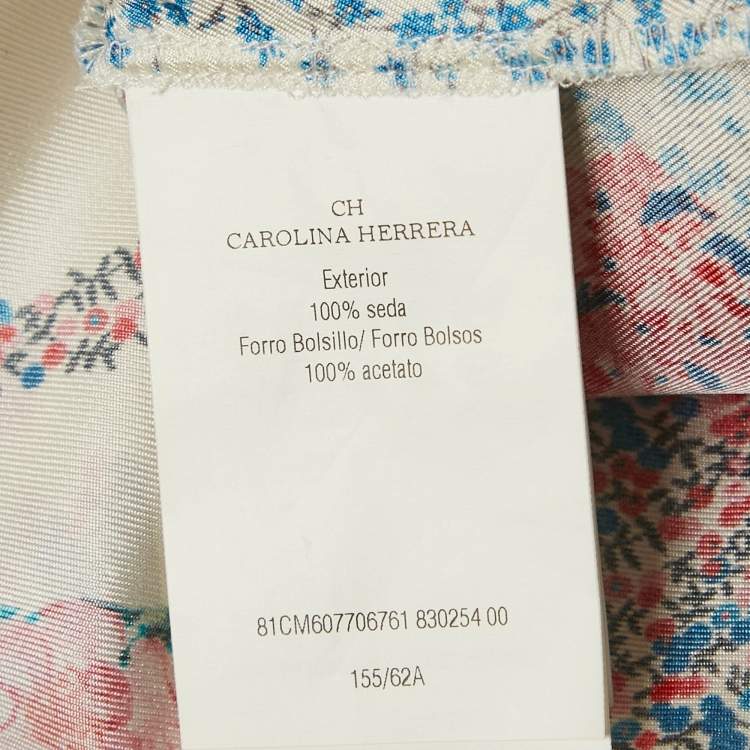 CH
CAROLINA HERRERA
Exterior
100% seda
Forro Bolsillo/ Forro Bolsos
100% acetato
81CM607706761 830254 00
155/62A